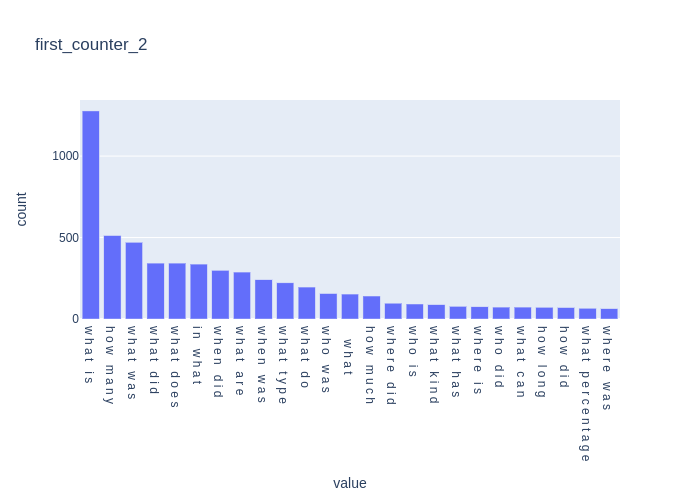 first_counter_2
count
1000
500
0
what is
how many
what was
what did
what does
in what
when did
what are
when was
what type
what do
who was
what
how much
where did
who is
what kind
what has
where is
who did
what can
how long
how did
what percentage
where was
value